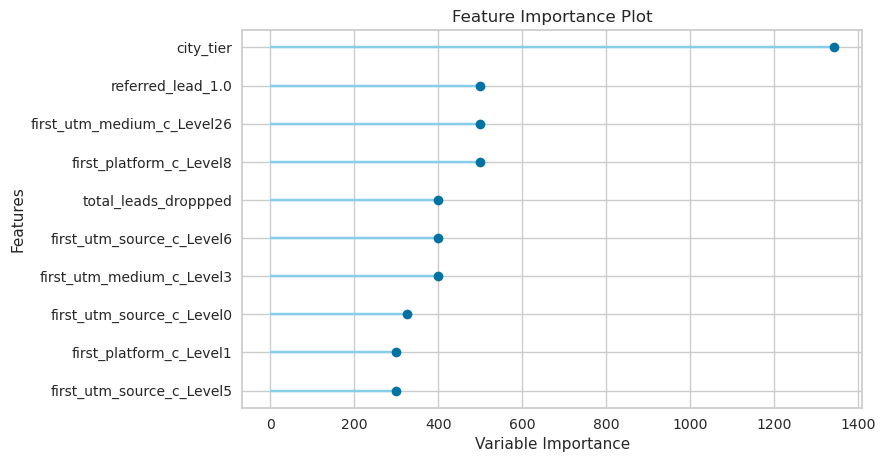 Feature Importance Plot
city_tier
referred_lead_1.0
first_utm_medium_c_Level26
first_platform_c_Level8
total_leads_droppped
first_utm_source_c_Level6
first_utm_medium_c_Level3
first_utm_source_c_Level0
first_platform_c_Level1
first_utm_source_c_Level5
Features
0 200 400 600 800 1000 1200 1400
Variable Importance